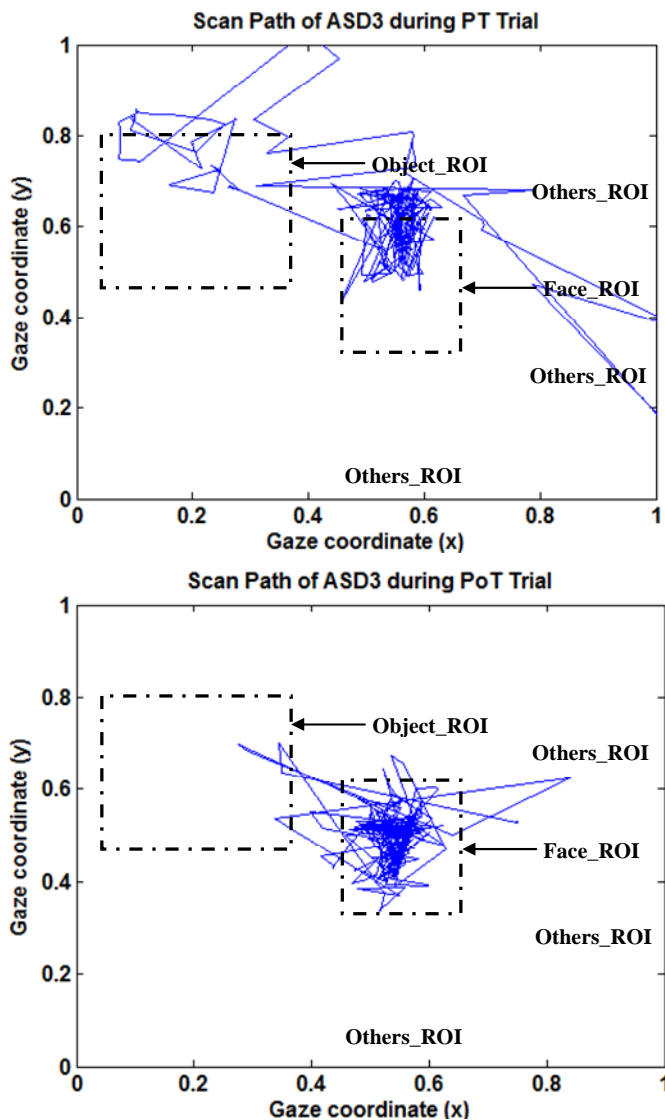 Scan Path of ASD3 during PT Trial
1
0.8
0.6
0.4
0.2
0
Gaze coordinate (y)
Object_ROI
Others_ROI
Face_ROI
Others_ROI
Others_ROI
0 0.2 0.4 0.6 0.8 1
Gaze coordinate (x)
Scan Path of ASD3 during PoT Trial
1
0.8
0.6
0.4
0.2
0
Gaze coordinate (y)
Object_ROI
Others_ROI
Face_ROI
Others_ROI
Others_ROI
0 0.2 0.4 0.6 0.8 1
Gaze coordinate (x)